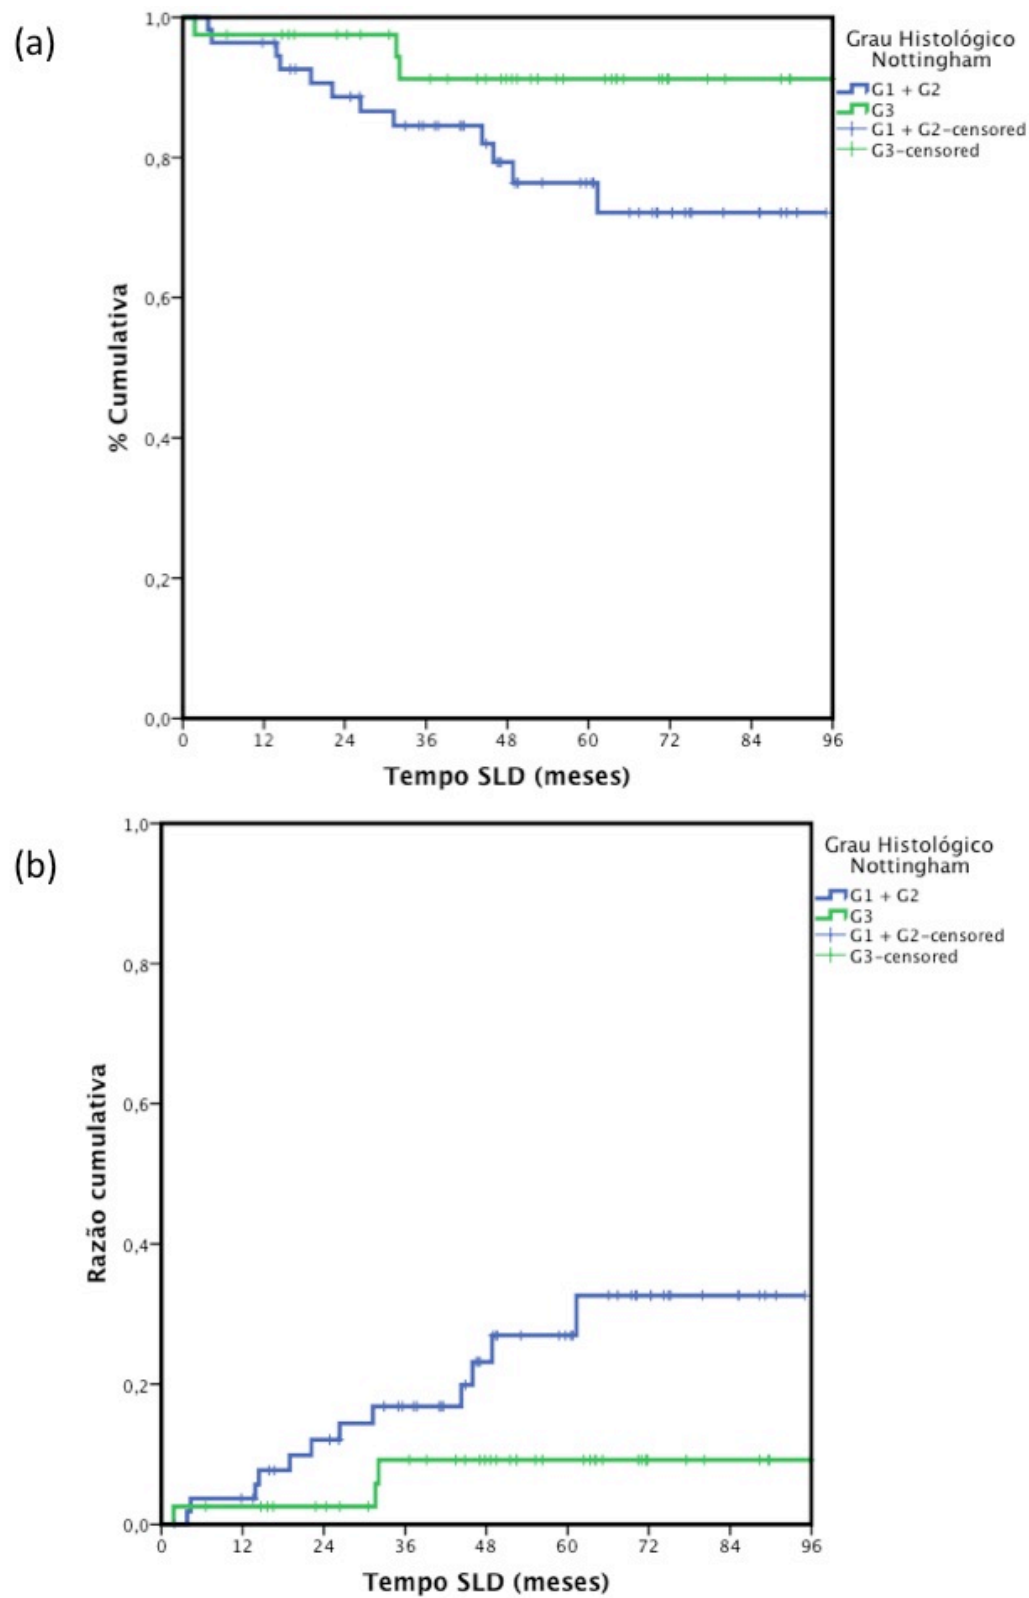 (a)
1,0
0,8
0,6
0,4
0,2
0,0
% Cumulativa
0 12 24 36 48 60 72 84 96
Tempo SLD (meses)
Grau Histológico
Nottingham
G1 + G2
G3
G1 + G2-censored
G3-censored
(b)
1,0
0,8
0,6
0,4
0,2
0,0
Razão cumulativa
0 12 24 36 48 60 72 84 96
Tempo SLD (meses)
Grau Histológico
Nottingham
G1 + G2
G3
G1 + G2-censored
G3-censored